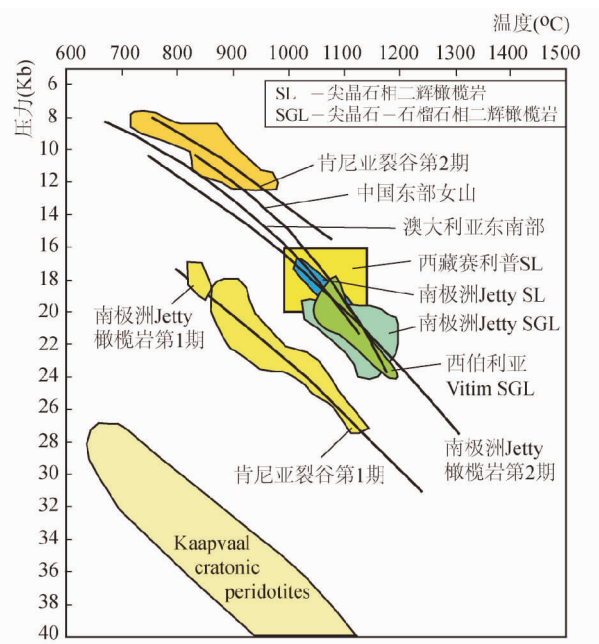 温度(ºC)
600 700 800 900 1000 1100 1200 1300 1400 1500
压力(Kb)
6
8
10
12
14
16
18
20
22
24
26
28
30
32
34
36
38
40
SL －尖晶石相二辉橄榄岩
SGL－尖晶石－石榴石相二辉橄榄岩
肯尼亚裂谷第2期
中国东部女山
澳大利亚东南部
西藏赛利普SL
南极洲Jetty SL
南极洲Jetty SGL
西伯利亚
Vitim SGL
南极洲Jetty
橄榄岩第1期
南极洲Jetty
橄榄岩第2期
肯尼亚裂谷第1期
Kaapvaal
cratonic
peridotites